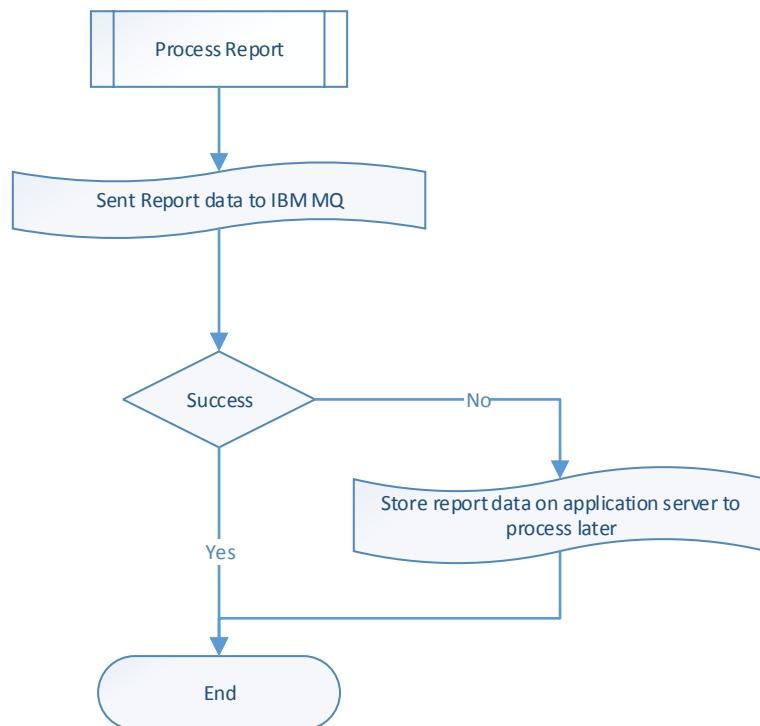 Process Report
Sent Report data to IBM MQ
Success
No
Store report data on application server to
process later
Yes
End